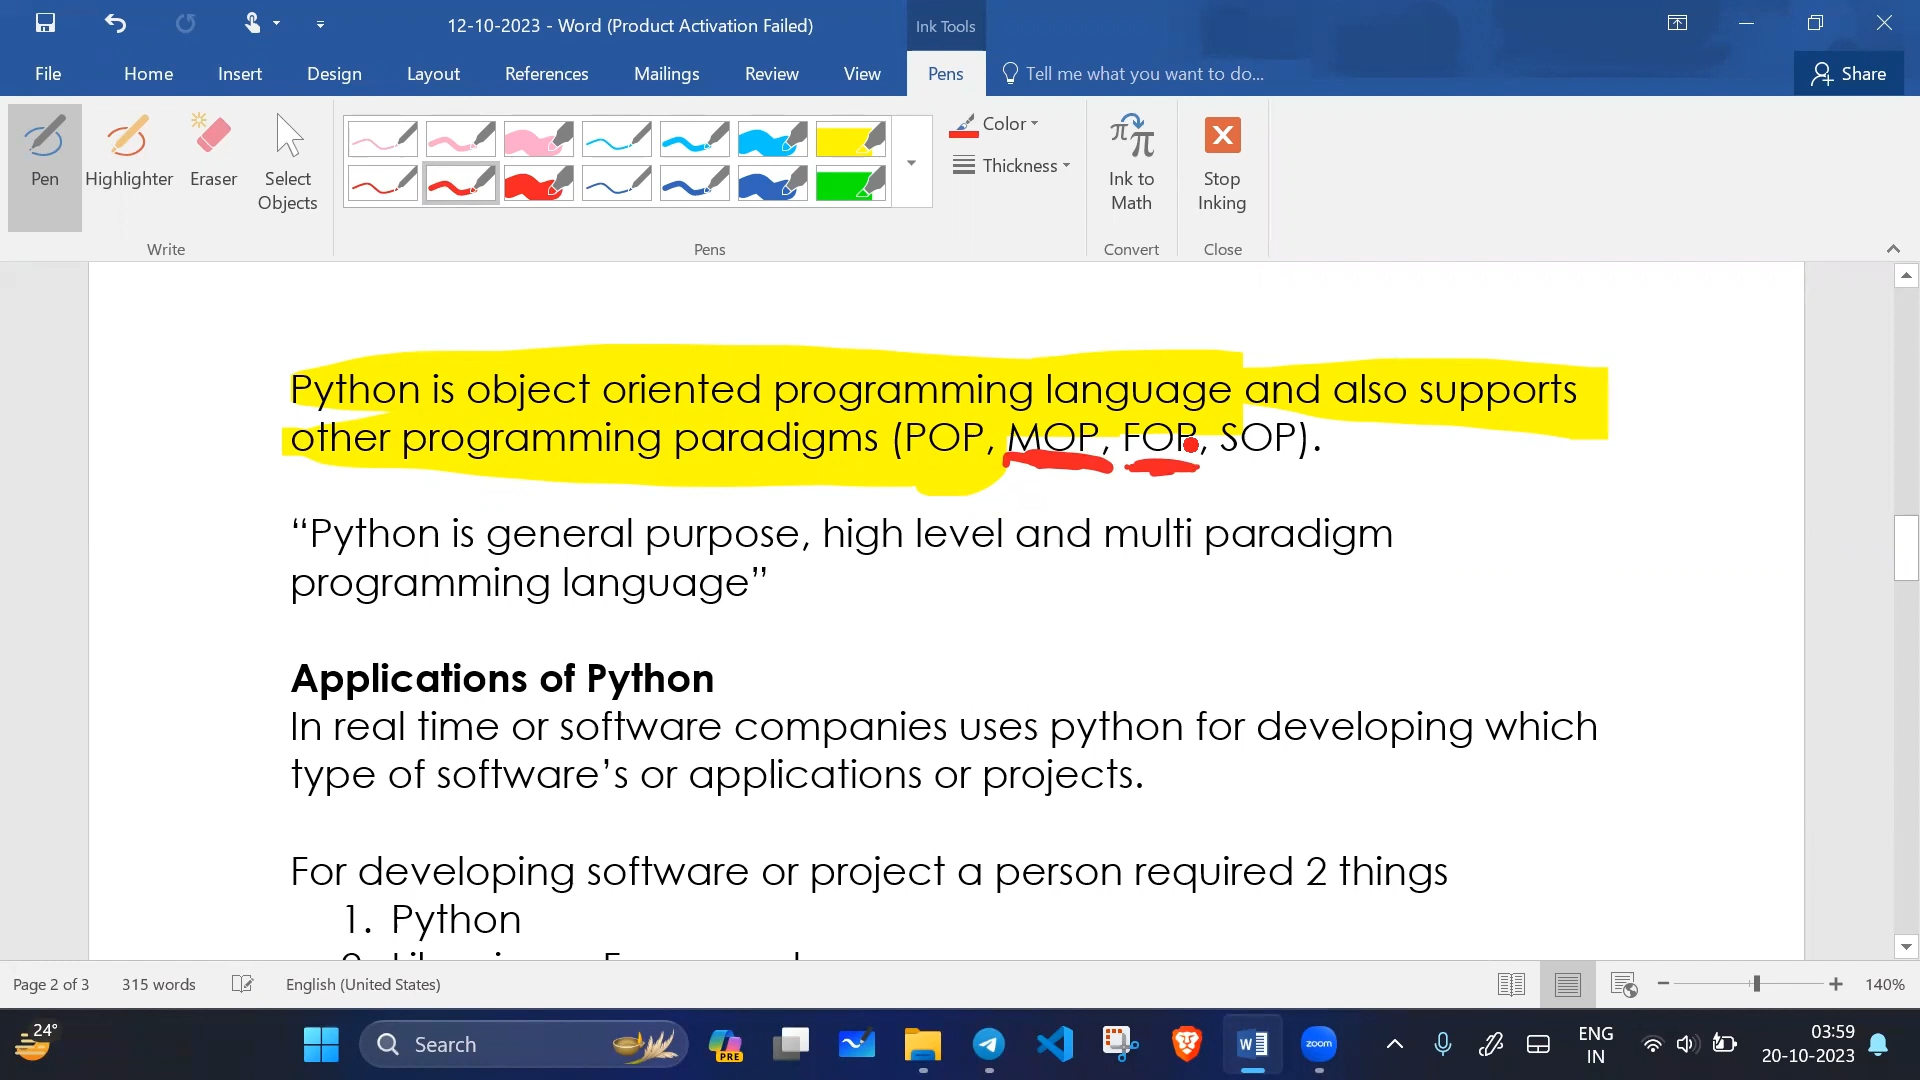 12-10-2023 - Word (Product Activation Failed)
Ink Tools
File Home Insert Design Layout References Mailings Review View Pens Tell me what you want to do... Share
Pen Highlighter Eraser Select Objects
Color
Thickness
Ink to Math
Stop Inking
Write Pens Convert Close
Python is object oriented programming language and also supports
other programming paradigms (POP, MOP, FOP, SOP).
“Python is general purpose, high level and multi paradigm
programming language”
Applications of Python
In real time or software companies uses python for developing which
type of software’s or applications or projects.
For developing software or project a person required 2 things
1. Python
Page 2 of 3 315 words English (United States) 140%
24°
Search
PRE
zoom
ENG
IN
03:59
20-10-2023